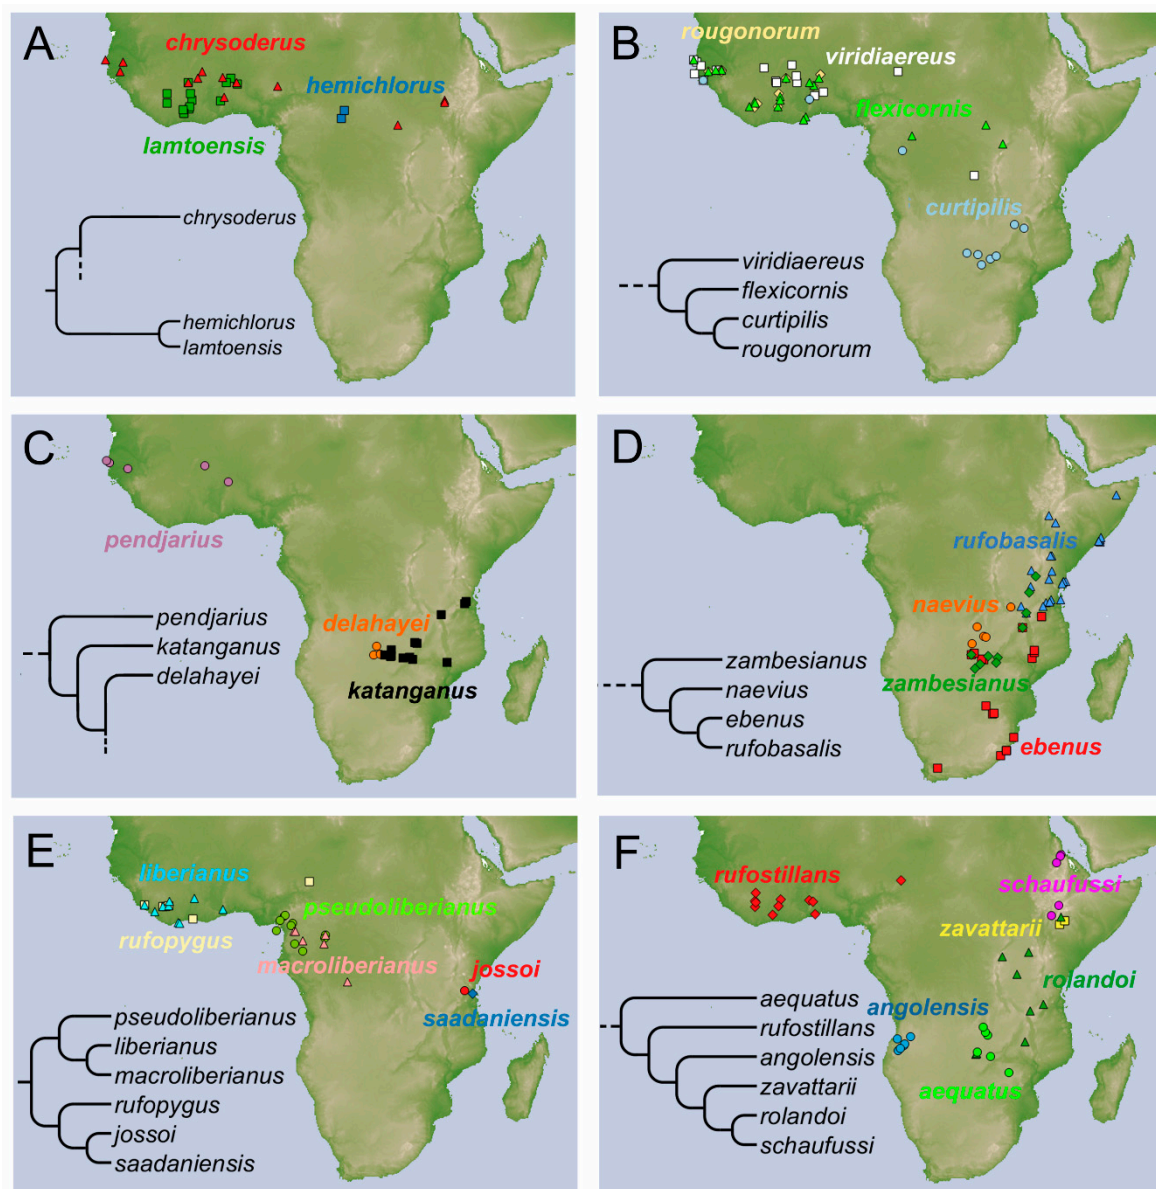 A
chrysoderus
hemichlorus
lamtoensis
chrysoderus
hemichlorus
lamtoensis
B
rougonorum
viridiaereus
flexicornis
curtipilis
viridiaereus
flexicornis
curtipilis
rougonorum
C
pendjarius
delahayei
katanganus
pendjarius
katanganus
delahayei
D
rufobasalis
naevius
zambesianus
ebenus
zambesianus
naevius
ebenus
rufobasalis
E
liberianus
pseudoliberianus
rufopygus
macroliberianus
jossoi
saadaniensis
pseudoliberianus
liberianus
macroliberianus
rufopygus
jossoi
saadaniensis
F
rufostillans
schaufussi
zavattarii
rolandoi
angolensis
aequatus
aequatus
rufostillans
angolensis
zavattarii
rolandoi
schaufussi